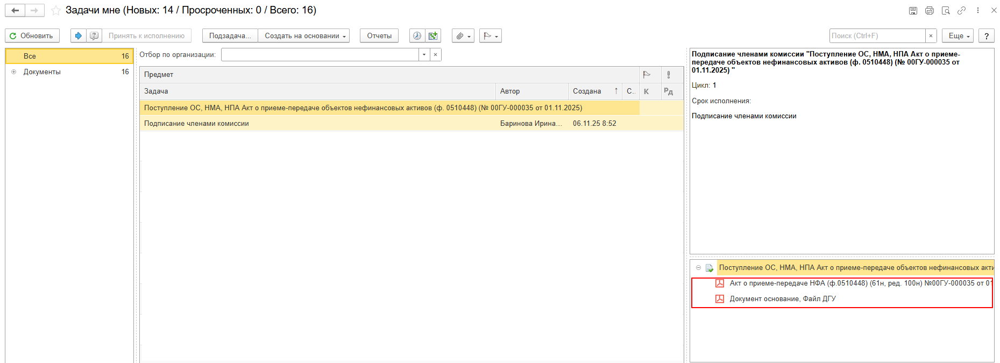 Задачи мне (Новых: 14 / Просроченных: 0 / Всего: 16)
Обновить
Принять к исполнению
Подзадача...
Создать на основании
Отчеты
Поиск (Ctrl+F)
×
Еще
?
Все 16
Документы 16
Отбор по организации:
×
Предмет
Задача Автор Создана ↑ С.. К Рд
Поступление ОС, НМА, НПА Акт о приеме-передаче объектов нефинансовых активов (ф. 0510448) (№ 00ГУ-000035 от 01.11.2025)
Подписание членами комиссии Баринова Ирина... 06.11.25 8:52
Подписание членами комиссии "Поступление ОС, НМА, НПА Акт о приеме-
передаче объектов нефинансовых активов (ф. 0510448) (№ 00ГУ-000035 от
01.11.2025) "
Цикл: 1
Срок исполнения:
Подписание членами комиссии
Поступление ОС, НМА, НПА Акт о приеме-передаче объектов нефинансовых акти
Акт о приеме-передаче НФА (ф.0510448) (61н, ред. 100н) №00ГУ-000035 от 01
Документ основание, Файл ДГУ